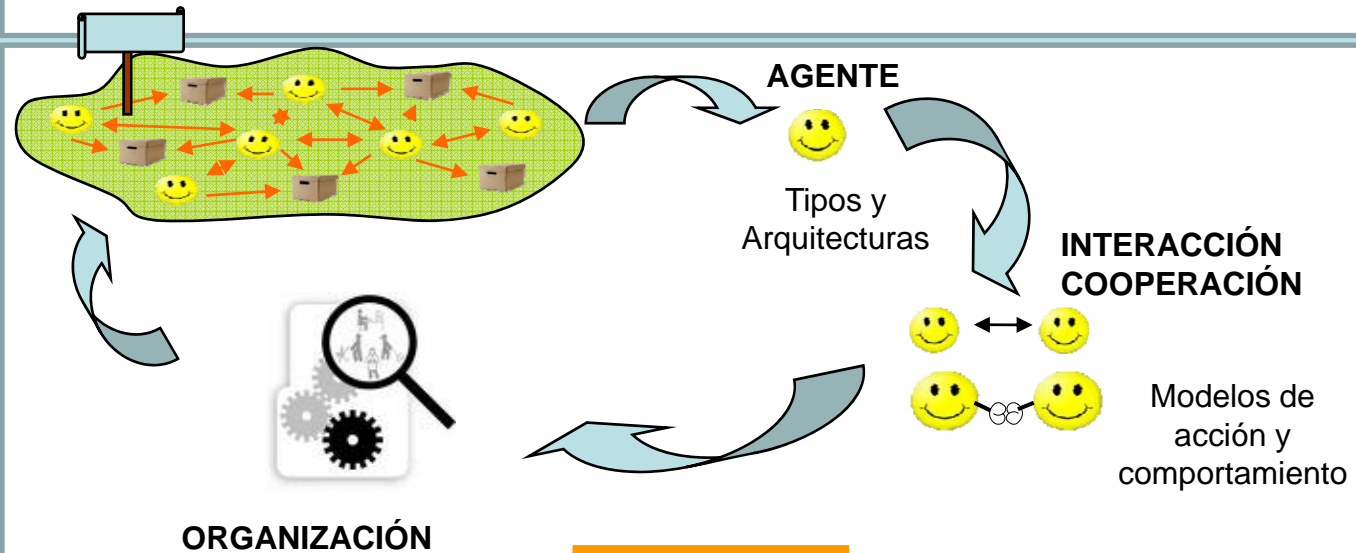 AGENTE
Tipos y
Arquitecturas
INTERACCIÓN
COOPERACIÓN
Modelos de
acción y
comportamiento
ORGANIZACIÓN